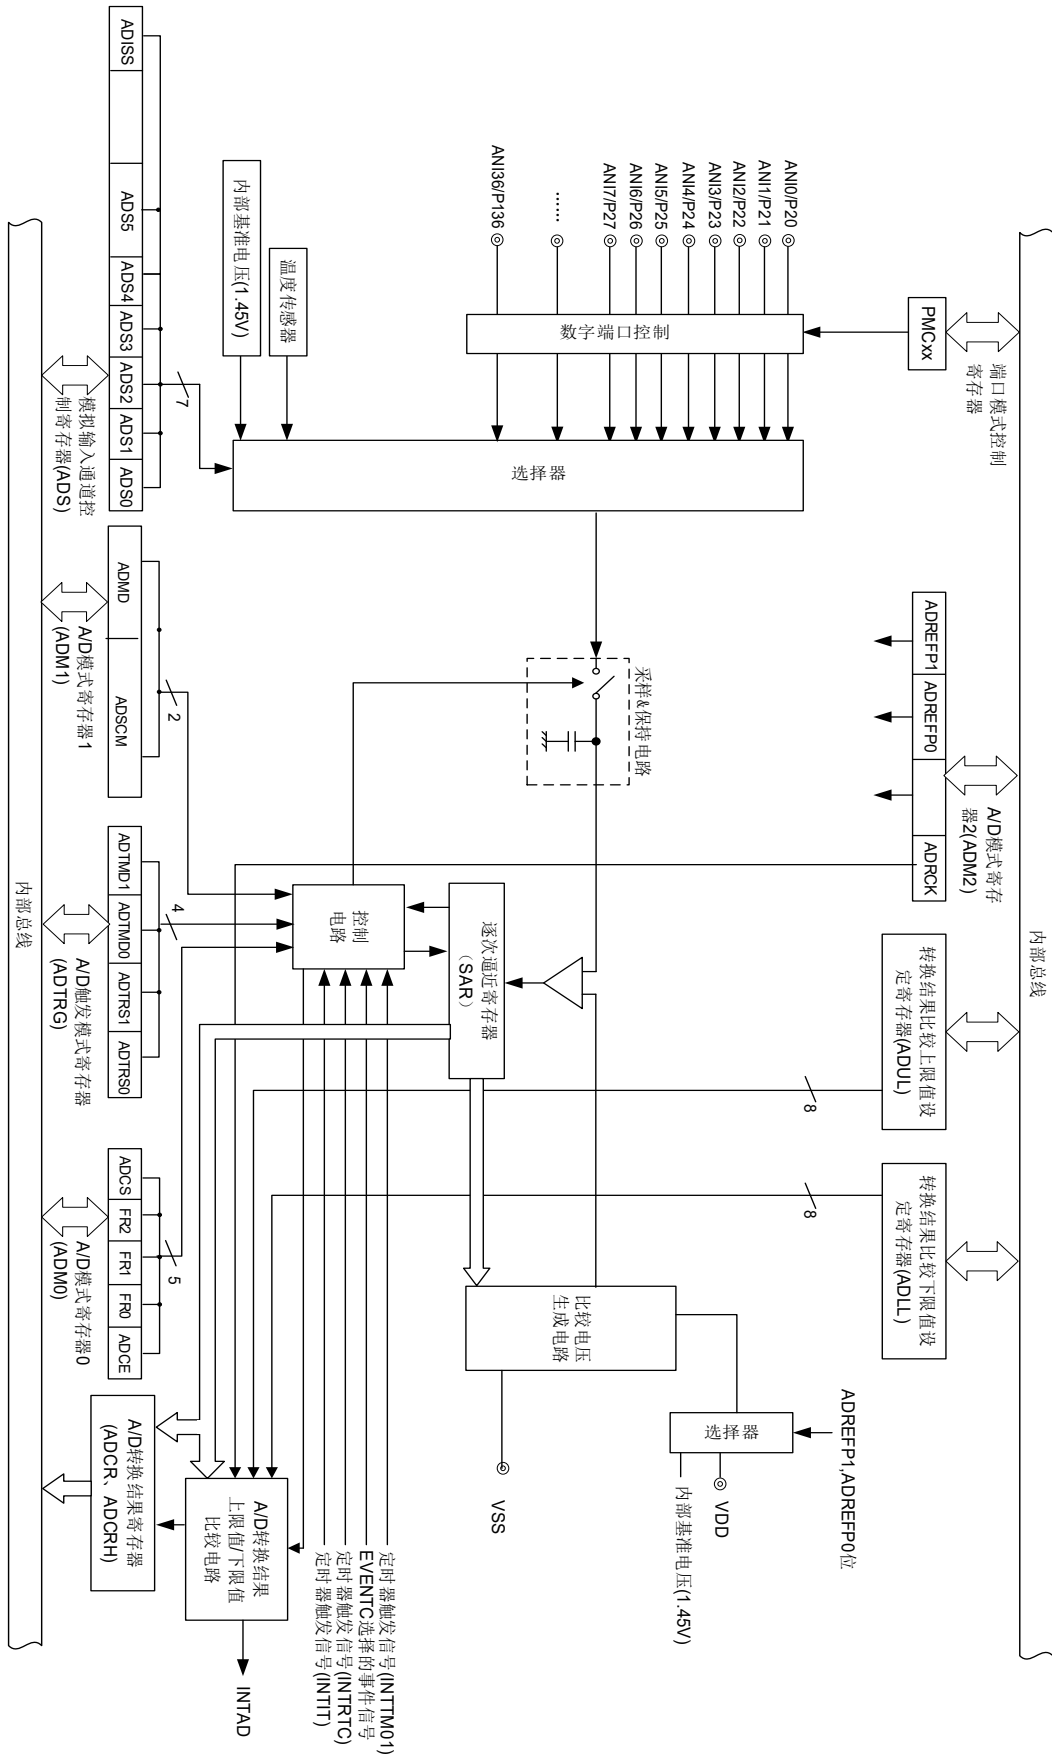 内部总线
端口模式控制
寄存器
PMCxx
A/D模式寄存
器2(ADM2)
ADREFP1
ADREFP0
ADRCK
转换结果比较上限值设
定寄存器(ADUL)
转换结果比较下限值设
定寄存器(ADLL)
8
8
ANI0/P20
ANI1/P21
ANI2/P22
ANI3/P23
ANI4/P24
ANI5/P25
ANI6/P26
ANI7/P27
……
ANI36/P136
数字端口控制
选择器
采样&保持电路
ADREFP1,ADREFP0位
选择器
VDD
内部基准电压(1.45V)
比较电压
生成电路
VSS
逐次逼近寄存器
(SAR)
控制
电路
温度传感器
内部基准电压(1.45V)
定时器触发信号(INTTM01)
EVENTC选择的事件信号
定时器触发信号(INTRTC)
定时器触发信号(INTIT)
A/D转换结果
上限值/下限值
比较电路
INTAD
7
2
4
5
ADISS
ADS5
ADS4
ADS3
ADS2
ADS1
ADS0
ADMD
ADSCM
ADTMD1
ADTMD0
ADTRS1
ADTRS0
ADCS
FR2
FR1
FR0
ADCE
A/D转换结果寄存器
(ADCR、ADCRH)
模拟输入通道控
制寄存器(ADS)
A/D模式寄存器1
(ADM1)
A/D触发模式寄存器
(ADTRG)
A/D模式寄存器0
(ADM0)
内部总线